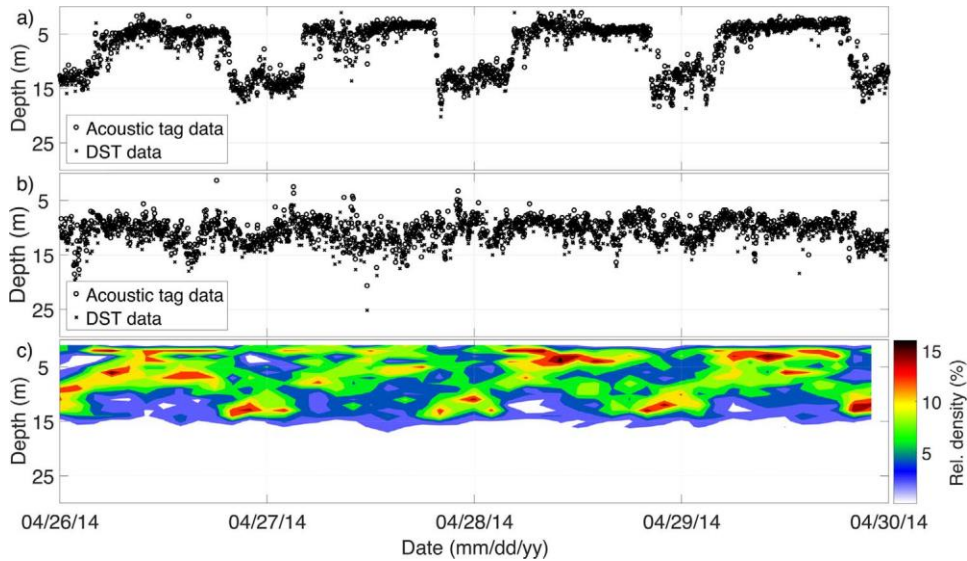 a)
5
15
25
Depth (m)
Acoustic tag data
DST data
b)
5
15
25
Depth (m)
Acoustic tag data
DST data
c)
5
15
25
Depth (m)
15
10
5
Rel. density (%)
04/26/14 04/27/14 04/28/14 04/29/14 04/30/14
Date (mm/dd/yy)